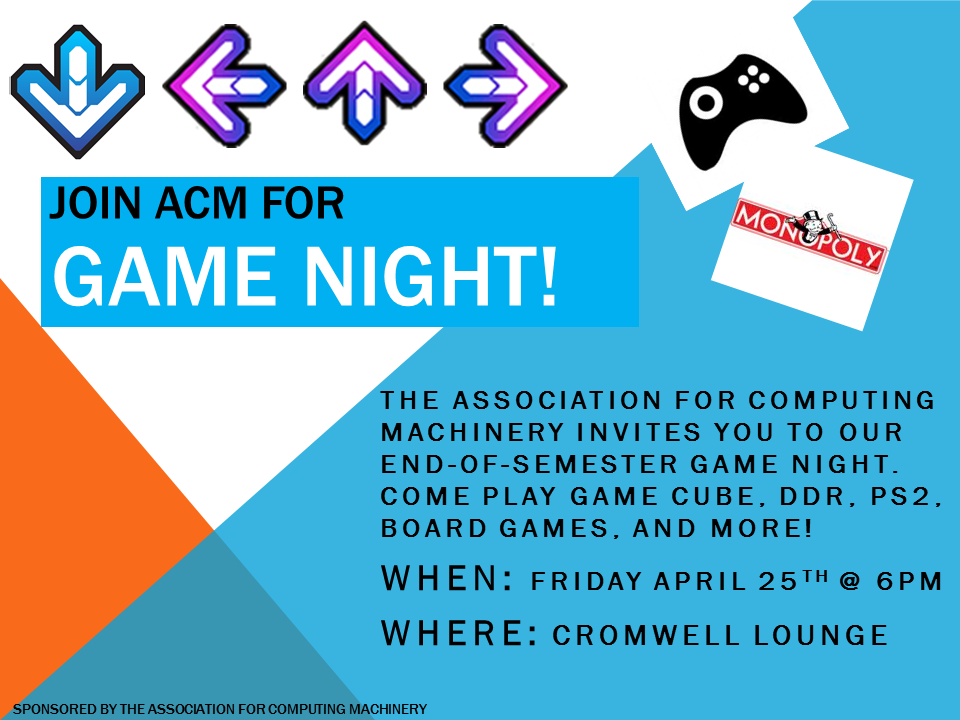 JOIN ACM FOR
GAME NIGHT!
MONOPOLY
THE ASSOCIATION FOR COMPUTING
MACHINERY INVITES YOU TO OUR
END-OF-SEMESTER GAME NIGHT.
COME PLAY GAME CUBE, DDR, PS2,
BOARD GAMES, AND MORE!
WHEN: FRIDAY APRIL 25TH @ 6PM
WHERE: CROMWELL LOUNGE
SPONSORED BY THE ASSOCIATION FOR COMPUTING MACHINERY